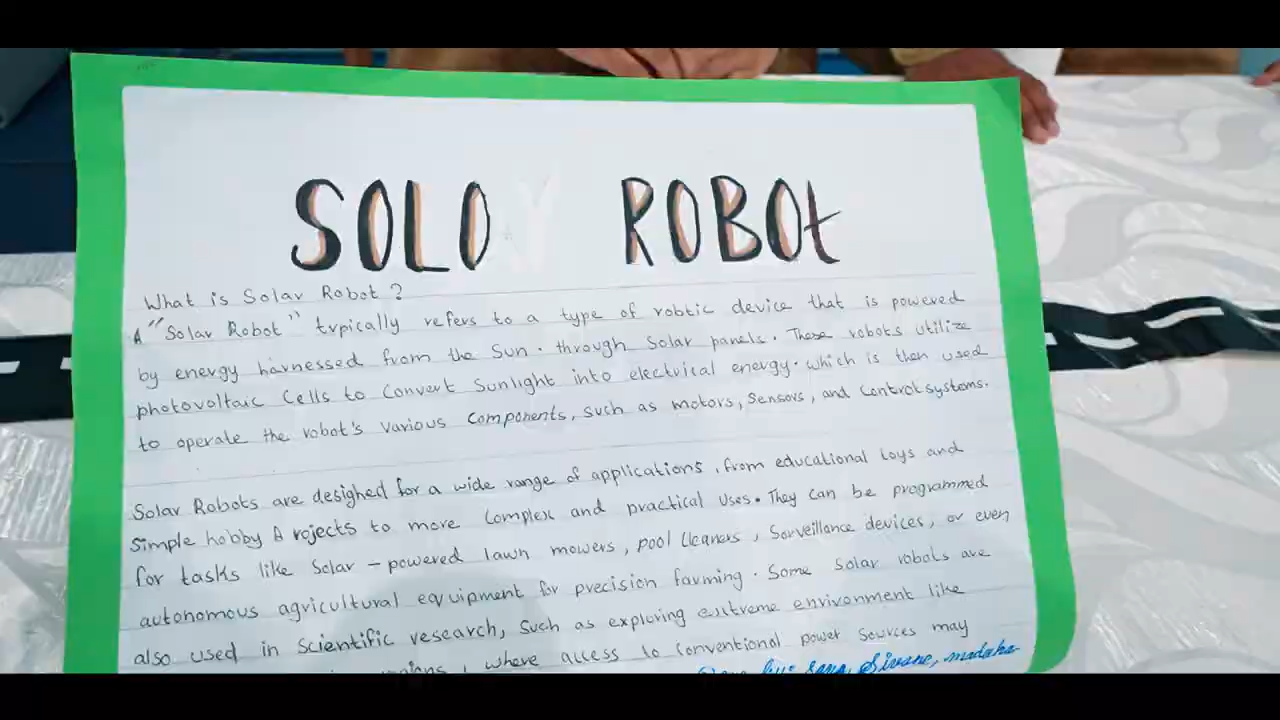 SOLO ROBOt
What is Solar Robot ?
A "Solar Robot" typically refers to a type of robtic device that is powered
by energy harnessed from the Sun. through Solar panels. These robots utilize
photovoltaic Cells to Convert Sunlight into electrical energy. which is then used
to operate the robot's various Components, such as motors, Sensors, and Control systems.
Solar Robots are designed for a wide range of applications, from educational toys and
Simple hobby Projects to more Complex and practical uses. They can be programmed
for tasks like Solar - powered lawn mowers, pool Cleaners, Surveillance devices, or even
autonomous agricultural equipment for precision farming. Some Solar robots are
also used in Scientific research, Such as exploring extreme environment like
, where access to Conventional power Sources may